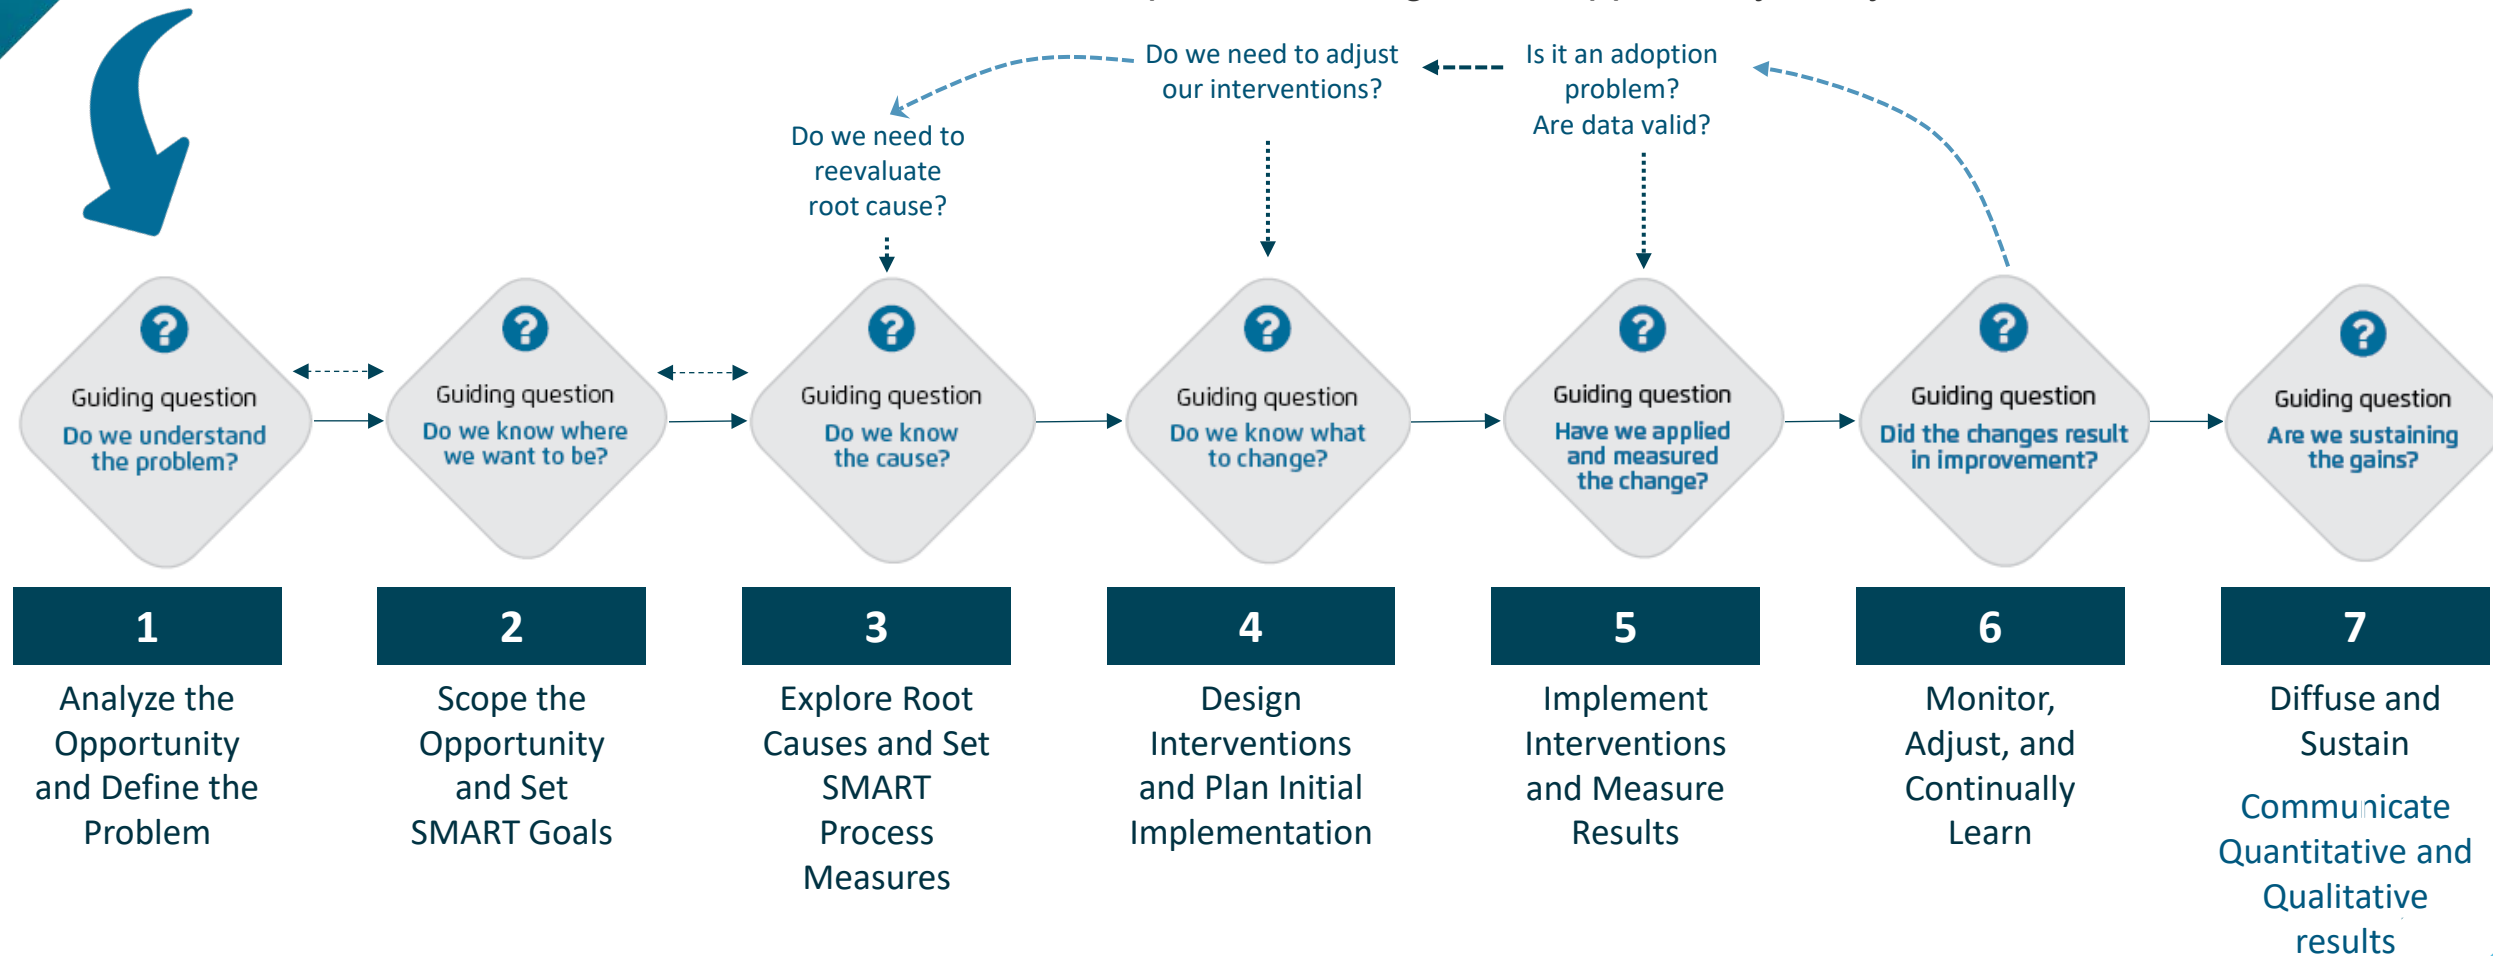 Do we need to adjust
our interventions?
Is it an adoption
problem?
Are data valid?
Do we need to
reevaluate
root cause?
Guiding question
Do we understand
the problem?
Guiding question
Do we know where
we want to be?
Guiding question
Do we know
the cause?
Guiding question
Do we know what
to change?
Guiding question
Have we applied
and measured
the change?
Guiding question
Did the changes result
in improvement?
Guiding question
Are we sustaining
the gains?
1
Analyze the
Opportunity
and Define the
Problem
2
Scope the
Opportunity
and Set
SMART Goals
3
Explore Root
Causes and Set
SMART
Process
Measures
4
Design
Interventions
and Plan Initial
Implementation
5
Implement
Interventions
and Measure
Results
6
Monitor,
Adjust, and
Continually
Learn
7
Diffuse and
Sustain
Communicate
Quantitative and
Qualitative
results